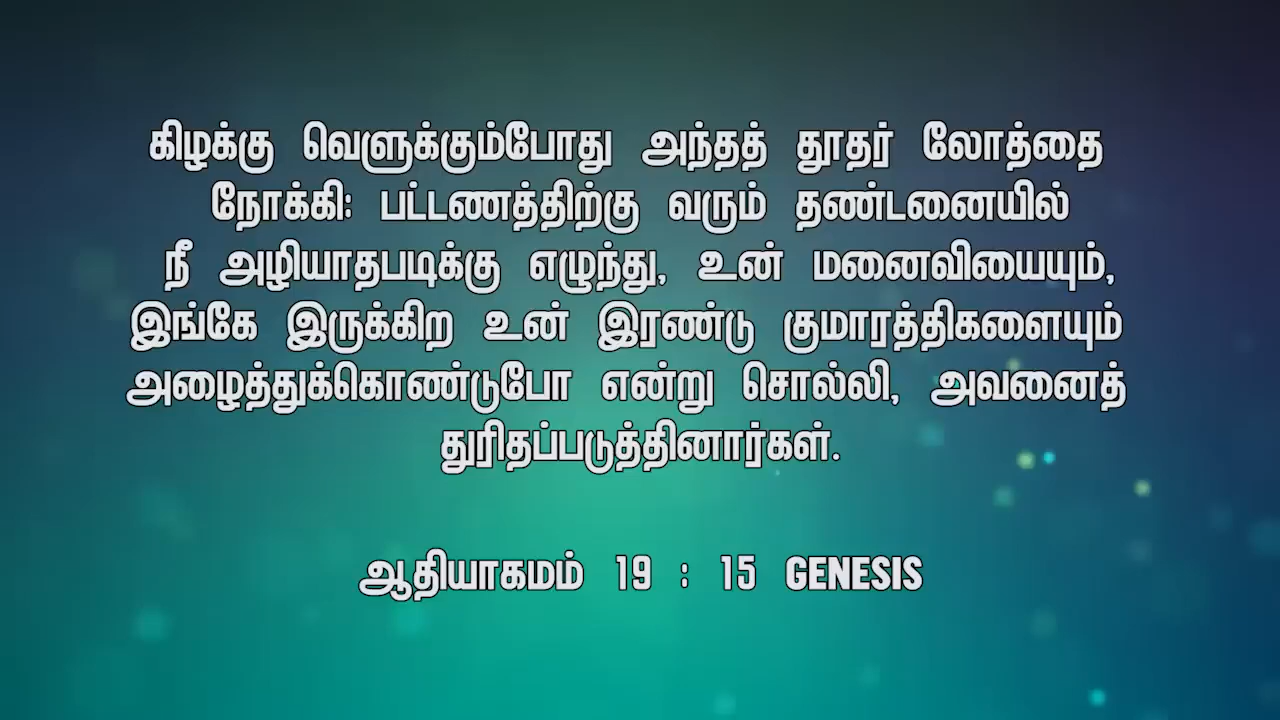 கிழக்கு வெளுக்கும்போது அந்தத் தூதர் லோத்தை
நோக்கி: பட்டணத்திற்கு வரும் தண்டனையில்
நீ அழியாதபடிக்கு எழுந்து, உன் மனைவியையும்,
இங்கே இருக்கிற உன் இரண்டு குமாரத்திகளையும்
அழைத்துக்கொண்டுபோ என்று சொல்லி, அவனைத்
துரிதப்படுத்தினார்கள்.
ஆதியாகமம் 19 : 15 GENESIS